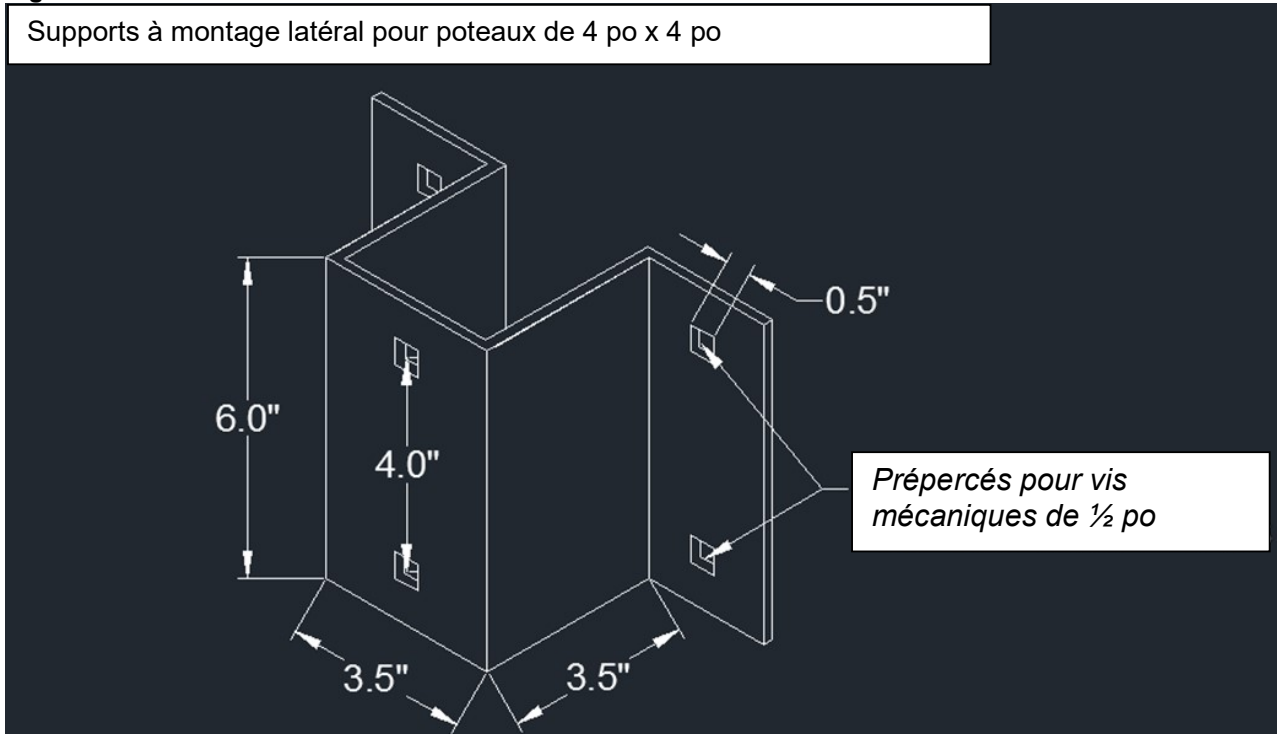 Supports à montage latéral pour poteaux de 4 po x 4 po
0.5"
6.0"
4.0"
Prépercés pour vis
mécaniques de ½ po
3.5"
3.5"